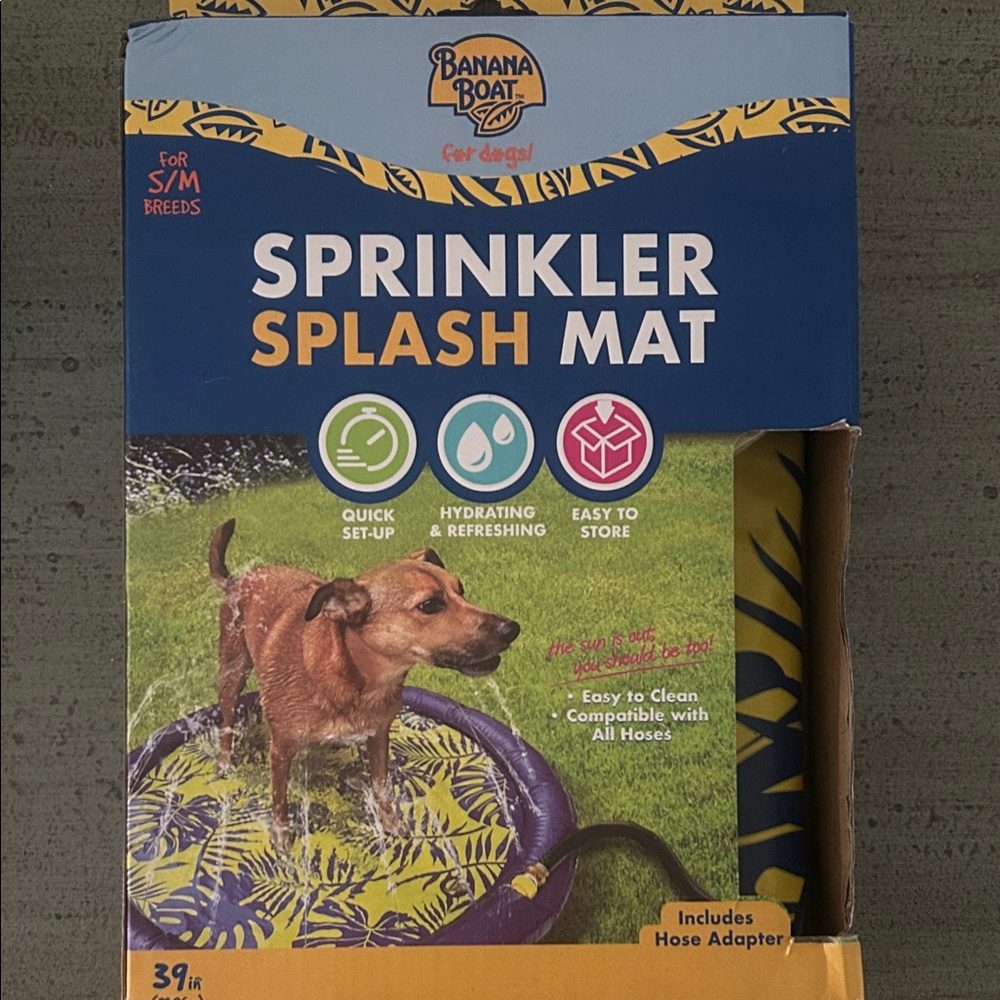 BANANA
BOAT™
for dogs!
FOR
S/M
BREEDS
SPRINKLER
SPLASH MAT
QUICK
SET-UP
HYDRATING
& REFRESHING
EASY TO
STORE
the sun is out,
you should be too!
• Easy to Clean
• Compatible with
All Hoses
Includes
Hose Adapter
39in